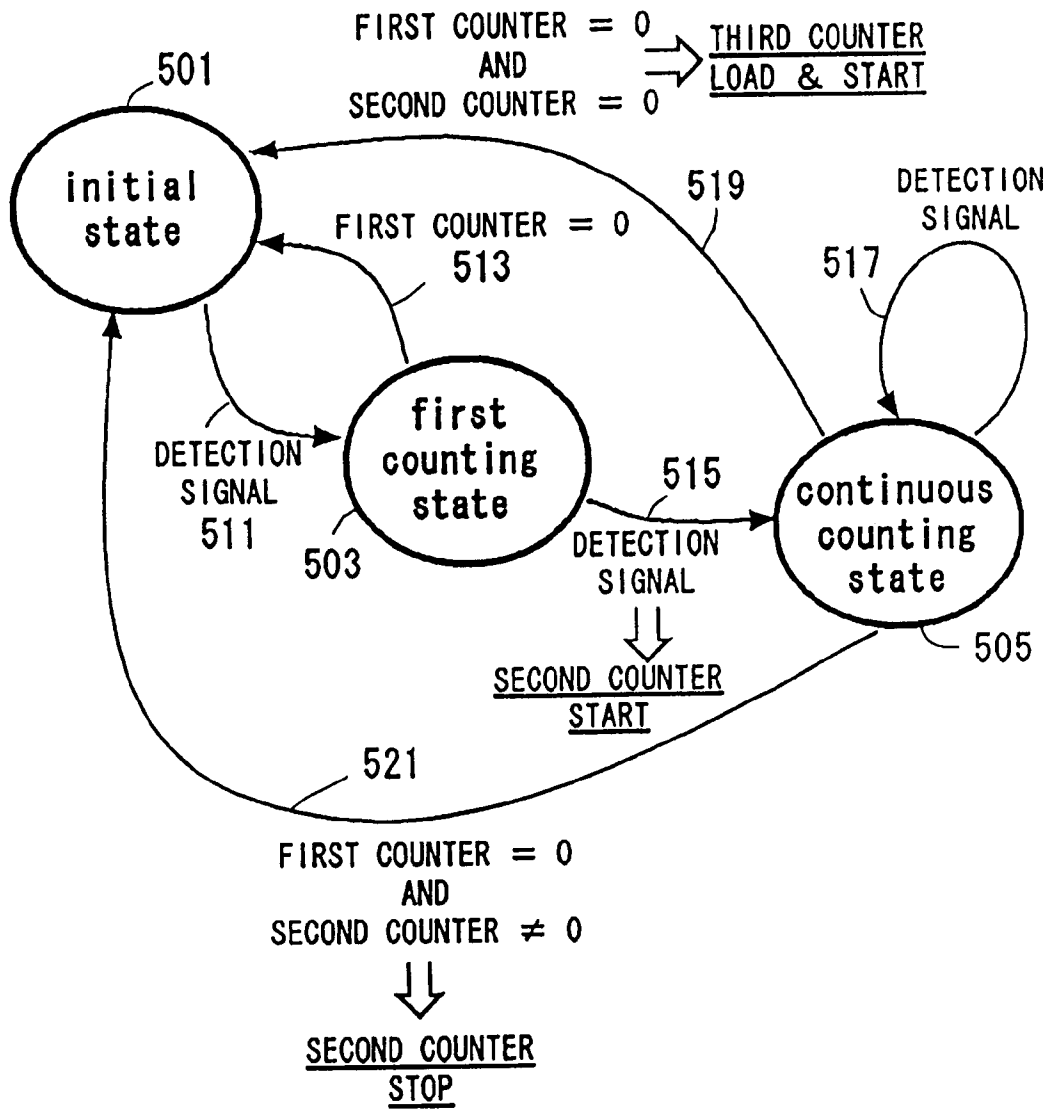 FIRST COUNTER = 0
AND
SECOND COUNTER = 0
THIRD COUNTER
LOAD & START
501
initial
state
519
DETECTION
SIGNAL
517
FIRST COUNTER = 0
513
DETECTION
SIGNAL
511
first
counting
state
503
515
DETECTION
SIGNAL
SECOND COUNTER
START
continuous
counting
state
505
521
FIRST COUNTER = 0
AND
SECOND COUNTER ≠ 0
SECOND COUNTER
STOP